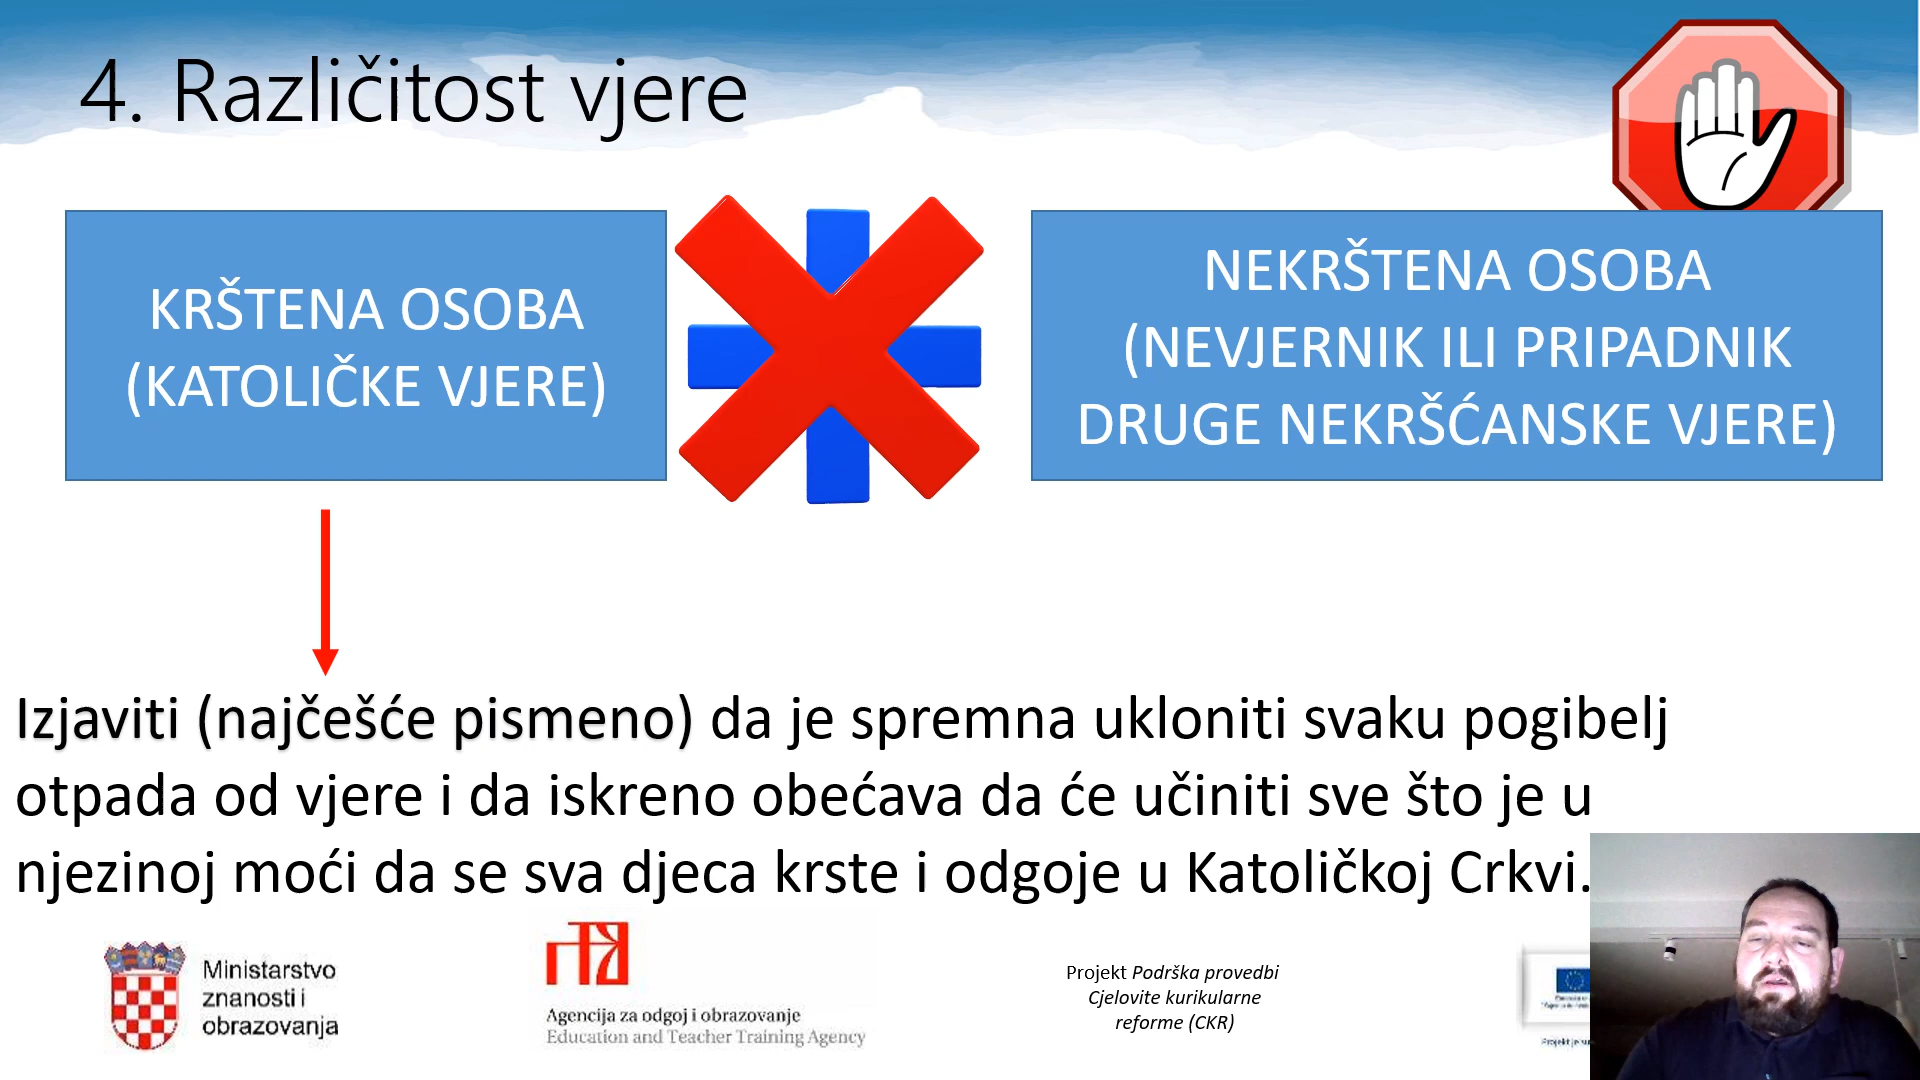 4. Različitost vjere
KRŠTENA OSOBA
(KATOLIČKE VJERE)
NEKRŠTENA OSOBA
(NEVJERNIK ILI PRIPADNIK
DRUGE NEKRŠĆANSKE VJERE)
Izjaviti (najčešće pismeno) da je spremna ukloniti svaku pogibelj
otpada od vjere i da iskreno obećava da će učiniti sve što je u
njezinoj moći da se sva djeca krste i odgoje u Katoličkoj Crkvi.
Ministarstvo
znanosti i
obrazovanja
Agencija za odgoj i obrazovanje
Education and Teacher Training Agency
Projekt Podrška provedbi
Cjelovite kurikularne
reforme (CKR)
Projekt je su